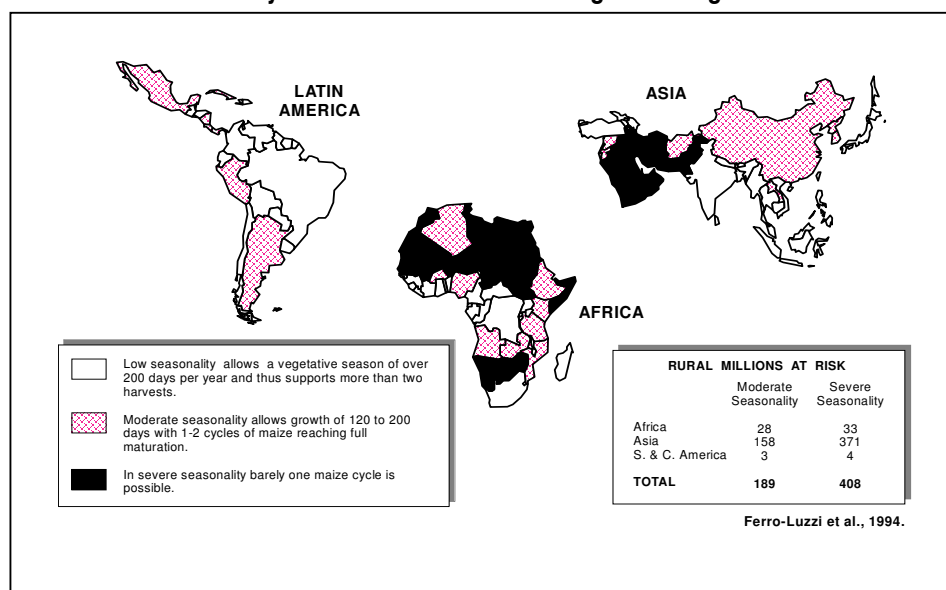 LATIN
AMERICA
ASIA
AFRICA
Low seasonality allows a vegetative season of over
200 days per year and thus supports more than two
harvests.
Moderate seasonality allows growth of 120 to 200
days with 1-2 cycles of maize reaching full
maturation.
In severe seasonality barely one maize cycle is
possible.
RURAL MILLIONS AT RISK
Moderate Severe
Seasonality Seasonality
Africa 28 33
Asia 158 371
S. & C. America 3 4
TOTAL 189 408
Ferro-Luzzi et al., 1994.